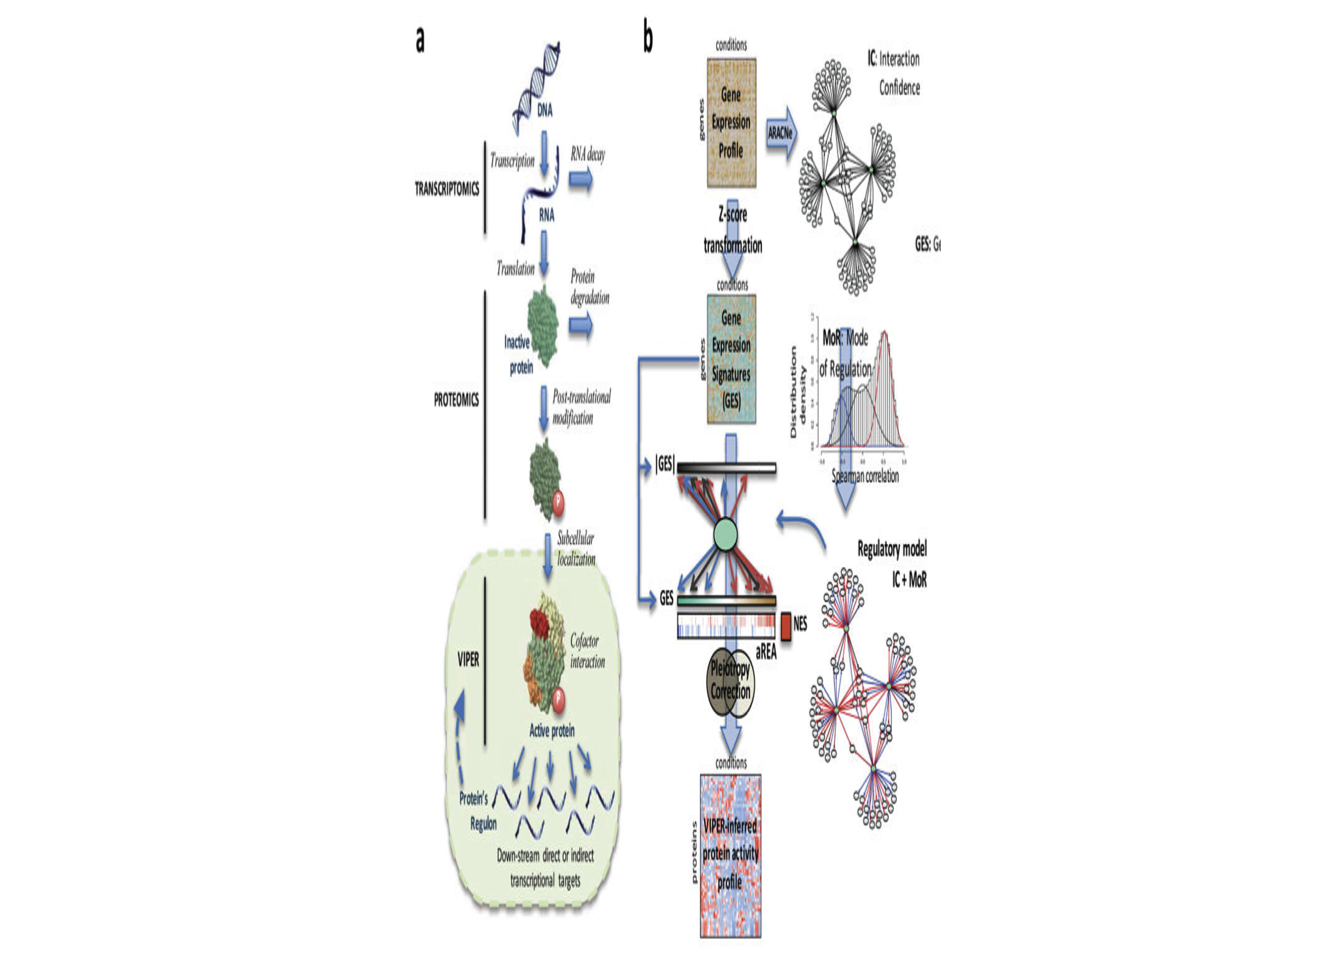 a
DNA
Transcription
RNA decay
TRANSCRIPTOMICS
RNA
Translation
Protein
degradation
Inactive
protein
PROTEOMICS
Post-translational
modification
P
Subcellular
localization
VIPER
Cofactor
interaction
P
Active protein
Protein's
Regulon
Down-stream direct or indirect
transcriptional targets
b
conditions
genes
Gene
Expression
Profile
ARACNe
IC: Interaction
Confidence
Z-score
transformation
GES: Ge
conditions
genes
Gene
Expression
Signatures
(GES)
MoR: Mode
of Regulation
Distribution
density
Spearman correlation
|GES|
GES
NES
aREA
Regulatory model
IC + MoR
Pleiotropy
Correction
conditions
proteins
VIPER-inferred
protein activity
profile